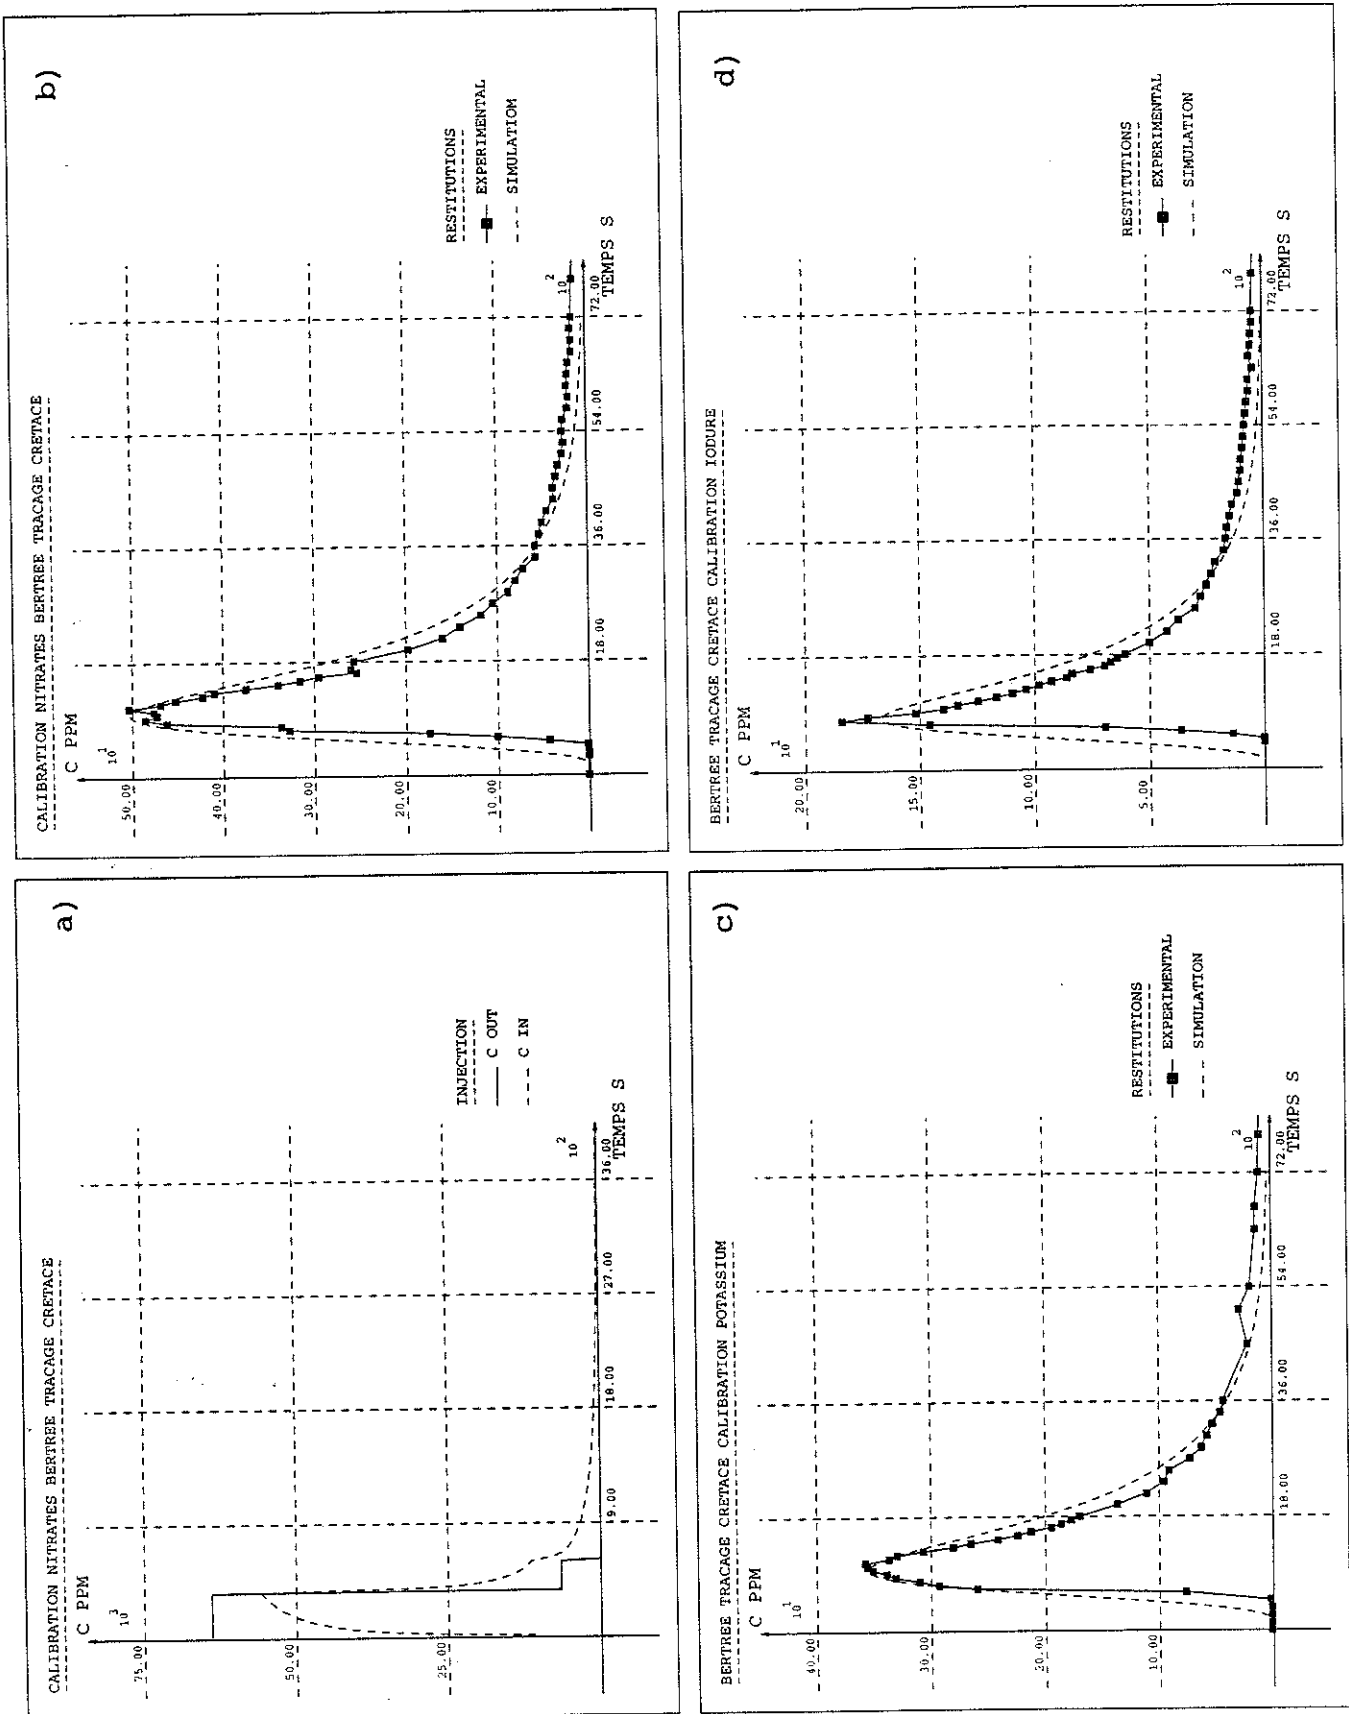 a)
CALIBRATION NITRATES BERTREE TRACAGE CRETACE
C PPM
10 3
75.00
50.00
25.00
9.00
18.00
27.00
36.00
10 2
TEMPS S
INJECTION
C OUT
C IN
b)
CALIBRATION NITRATES BERTREE TRACAGE CRETACE
C PPM
10 1
50.00
40.00
30.00
20.00
10.00
18.00
36.00
54.00
72.00
10 2
TEMPS S
RESTITUTIONS
EXPERIMENTAL
SIMULATIOM
c)
BERTREE TRACAGE CRETACE CALIBRATION POTASSIUM
C PPM
10 1
40.00
30.00
20.00
10.00
18.00
36.00
54.00
72.00
10 2
TEMPS S
RESTITUTIONS
EXPERIMENTAL
SIMULATION
d)
BERTREE TRACAGE CRETACE CALIBRATION IODURE
C PPM
10 1
20.00
15.00
10.00
5.00
18.00
36.00
54.00
72.00
10 2
TEMPS S
RESTITUTIONS
EXPERIMENTAL
SIMULATION